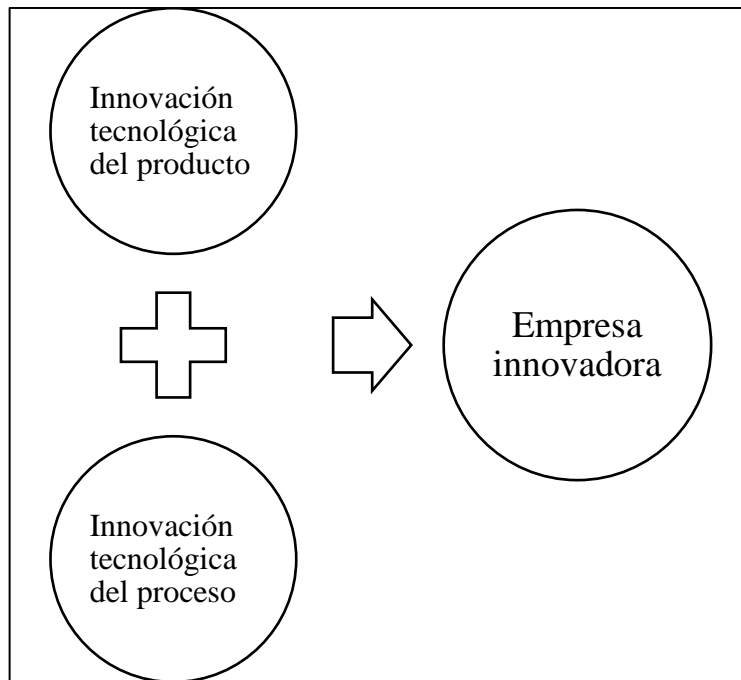 Innovación
tecnológica
del producto
Empresa
innovadora
Innovación
tecnológica
del proceso